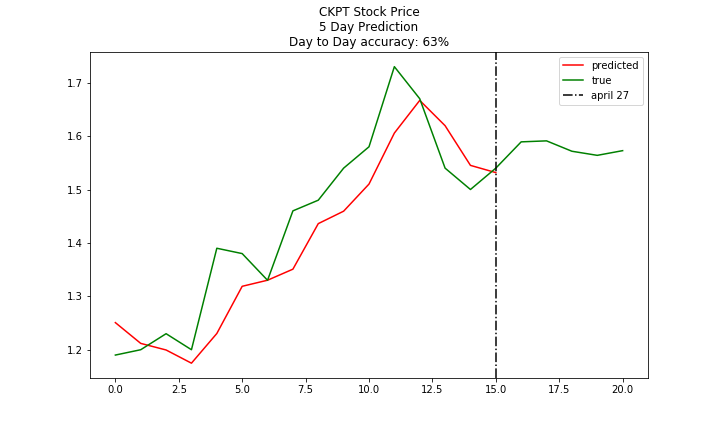 CKPT Stock Price
5 Day Prediction
Day to Day accuracy: 63%
predicted
true
april 27
1.7
1.6
1.5
1.4
1.3
1.2
0.0 2.5 5.0 7.5 10.0 12.5 15.0 17.5 20.0